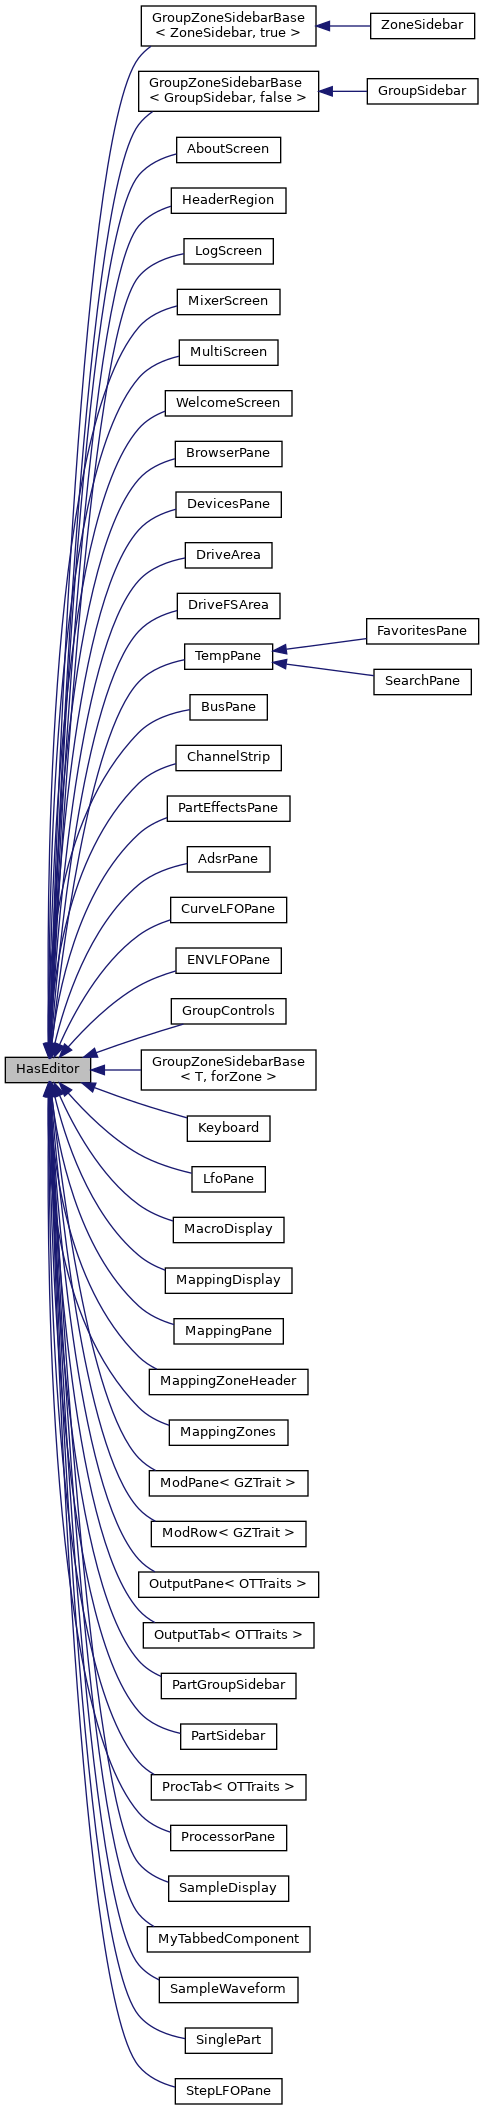 GroupZoneSidebarBase
< ZoneSidebar, true >
ZoneSidebar
GroupZoneSidebarBase
< GroupSidebar, false >
GroupSidebar
AboutScreen
HeaderRegion
LogScreen
MixerScreen
MultiScreen
WelcomeScreen
BrowserPane
DevicesPane
DriveArea
DriveFSArea
TempPane
FavoritesPane
SearchPane
BusPane
ChannelStrip
PartEffectsPane
AdsrPane
CurveLFOPane
ENVLFOPane
GroupControls
HasEditor
GroupZoneSidebarBase
< T, forZone >
Keyboard
LfoPane
MacroDisplay
MappingDisplay
MappingPane
MappingZoneHeader
MappingZones
ModPane< GZTrait >
ModRow< GZTrait >
OutputPane< OTTraits >
OutputTab< OTTraits >
PartGroupSidebar
PartSidebar
ProcTab< OTTraits >
ProcessorPane
SampleDisplay
MyTabbedComponent
SampleWaveform
SinglePart
StepLFOPane